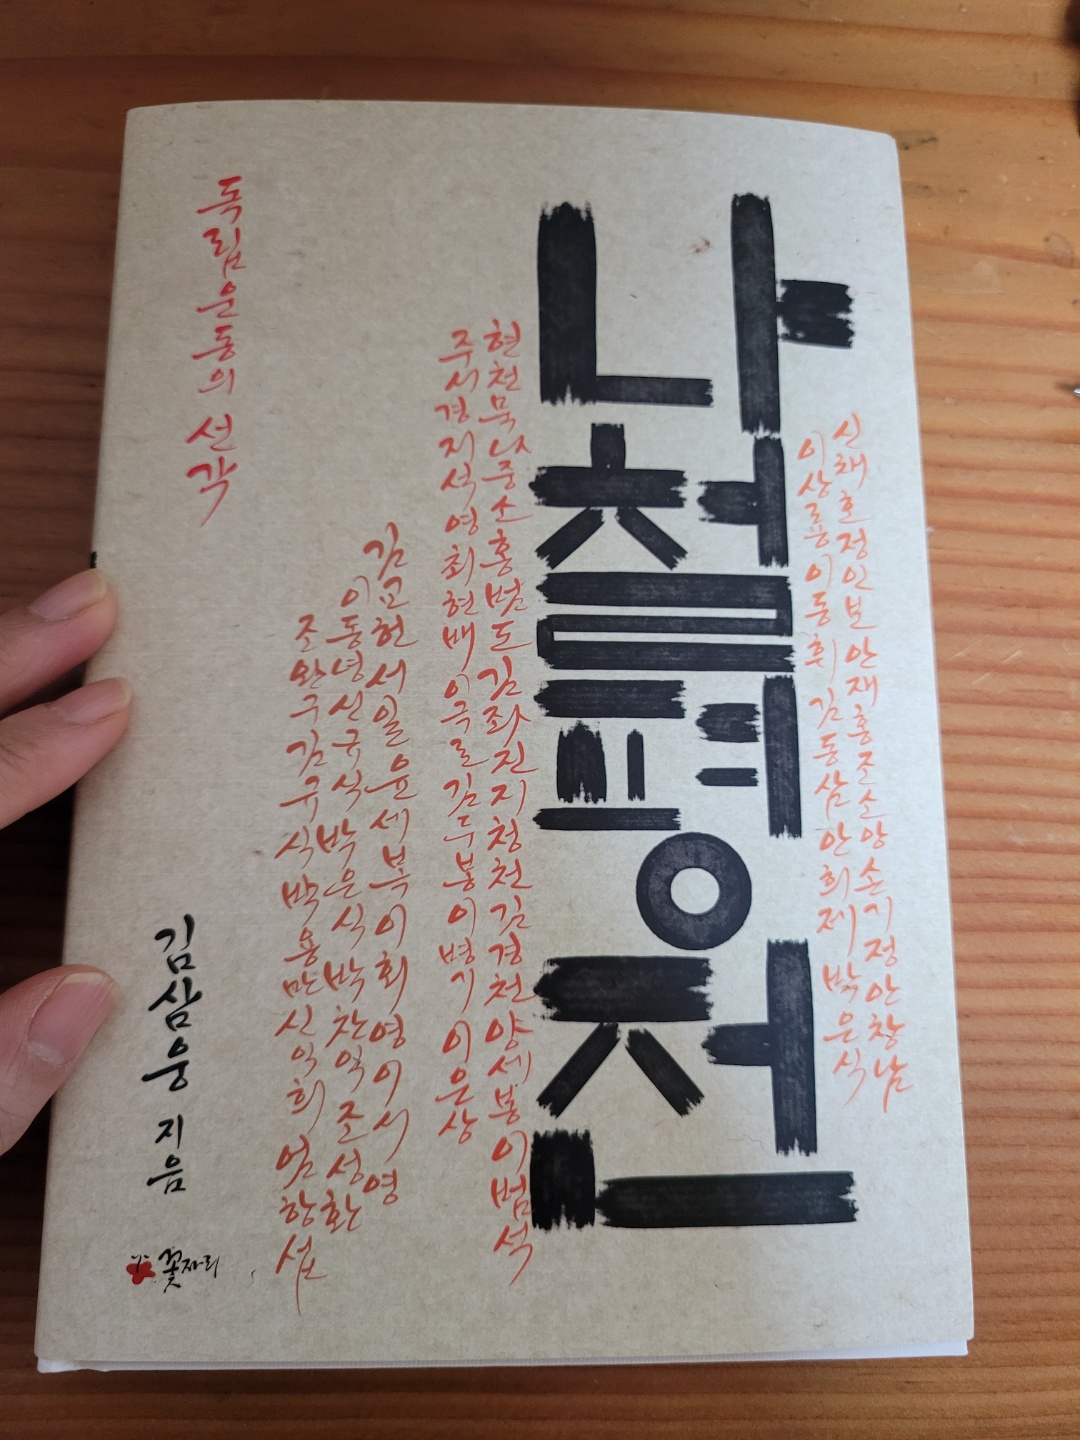 신채호정인보안재홍조소앙손기정안창남
이상룡이동휘김동삼안희제박은식
나철평전
현천묵나중소홍범도김좌진지청천김경천양세봉이범석
주시경지석영최현배이극로김두봉이병기이은상
김교헌서일윤세복이회영이시영
이동녕신규식박은식박찬익조성환
조완구김규식박용만신익희엄항섭
독립운동의 선각
김삼웅 지음
꽃자리